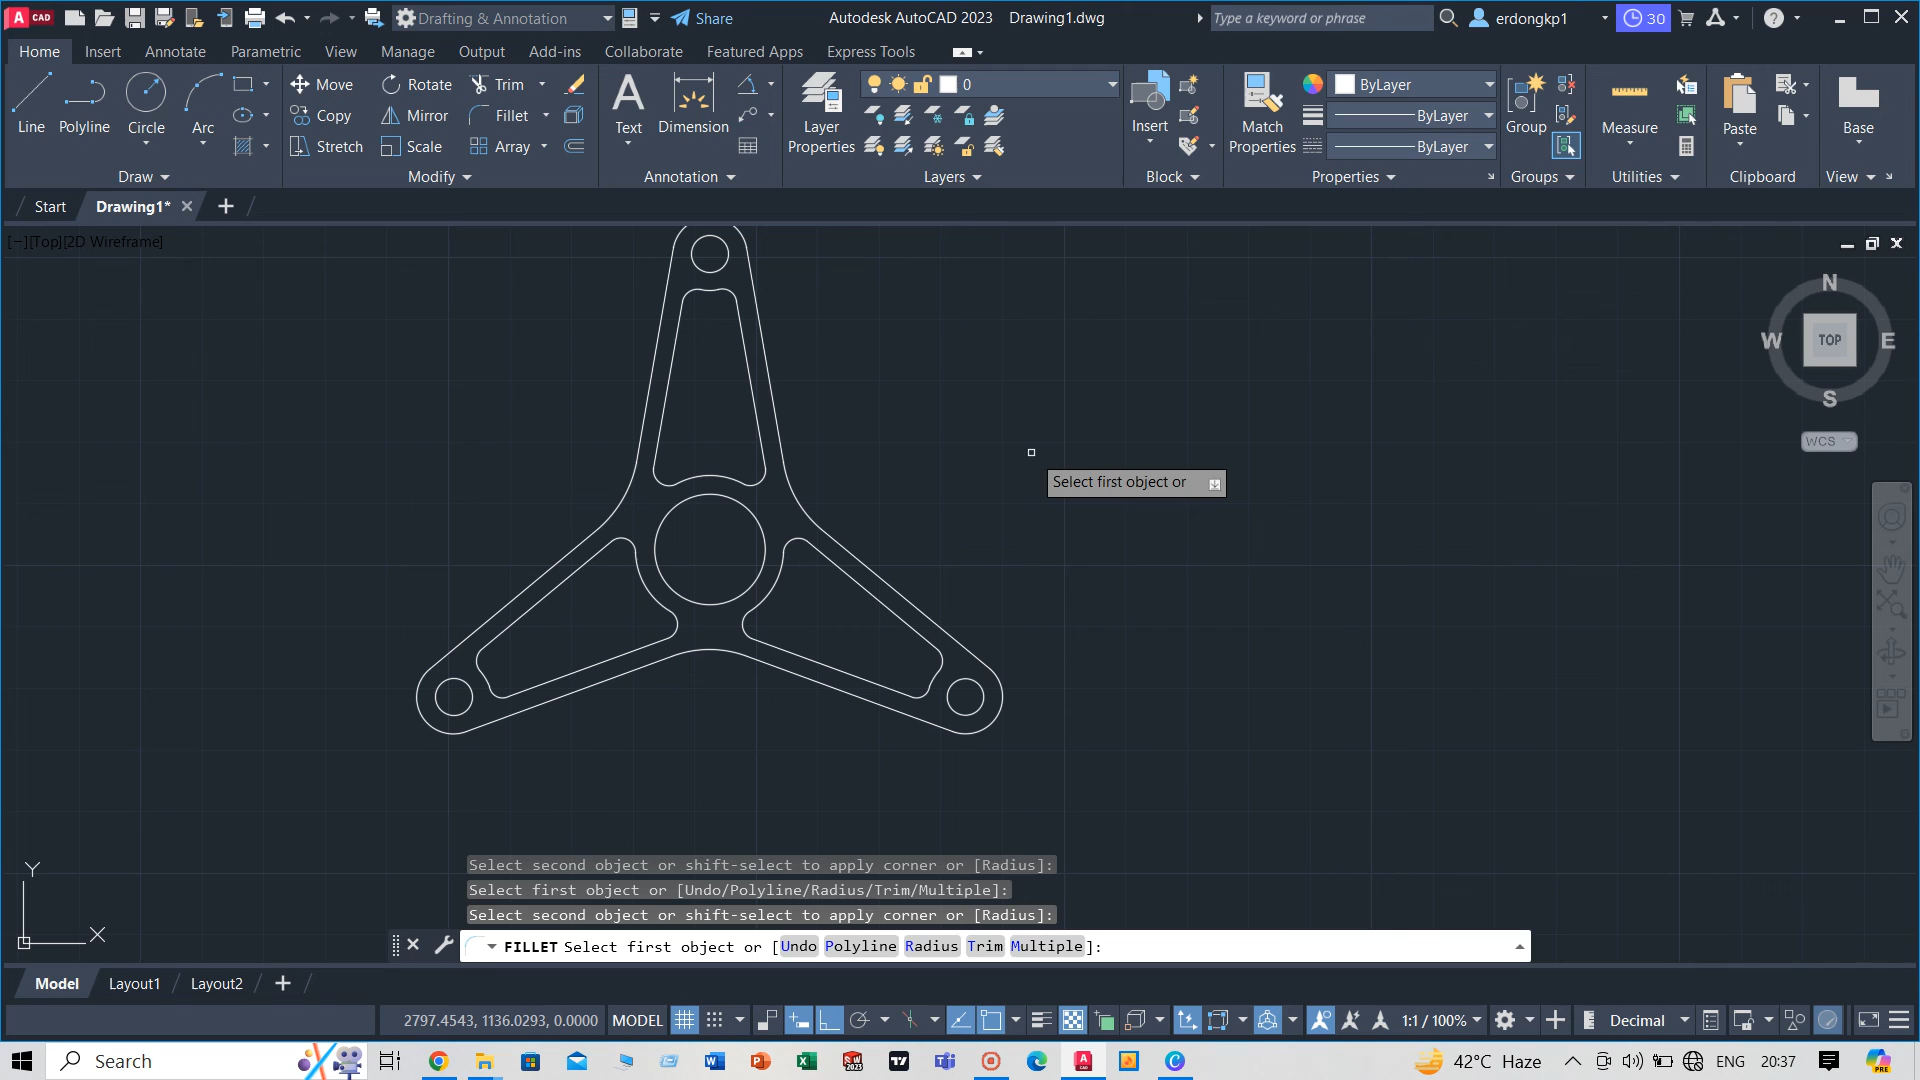 A CAD
Drafting & Annotation
Share
Autodesk AutoCAD 2023 Drawing1.dwg
Type a keyword or phrase
erdongkp1
30
Home Insert Annotate Parametric View Manage Output Add-ins Collaborate Featured Apps Express Tools
Line Polyline Circle Arc
Move Rotate Trim
Copy Mirror Fillet
Stretch Scale Array
Text Dimension
Layer Properties
0
Insert
Match Properties
ByLayer
ByLayer
ByLayer
Group
Measure
Paste
Base
Draw Modify Annotation Layers Block Properties Groups Utilities Clipboard View
Start Drawing1*
[−][Top][2D Wireframe]
N
W TOP E
S
WCS
Select first object or
Y
X
Select second object or shift-select to apply corner or [Radius]:
Select first object or [Undo/Polyline/Radius/Trim/Multiple]:
Select second object or shift-select to apply corner or [Radius]:
FILLET Select first object or [Undo Polyline Radius Trim Multiple]:
Model Layout1 Layout2
2797.4543, 1136.0293, 0.0000 MODEL 1:1 / 100% Decimal
Search
42°C Haze ENG 20:37